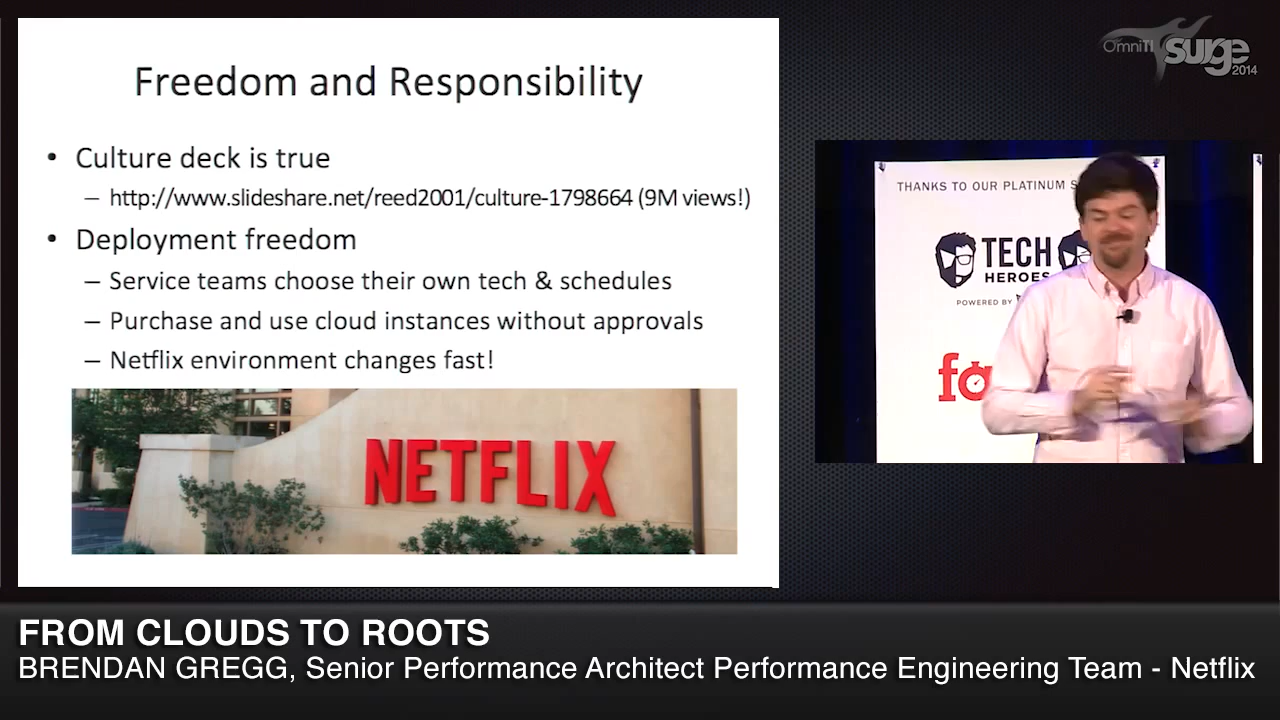 Freedom and Responsibility
• Culture deck is true
– http://www.slideshare.net/reed2001/culture-1798664 (9M views!)
• Deployment freedom
– Service teams choose their own tech & schedules
– Purchase and use cloud instances without approvals
– Netflix environment changes fast!
NETFLIX
OmniTI surge 2014
THANKS TO OUR PLATINUM S
TECH
HEROES
POWERED BY
fa
FROM CLOUDS TO ROOTS
BRENDAN GREGG, Senior Performance Architect Performance Engineering Team - Netflix